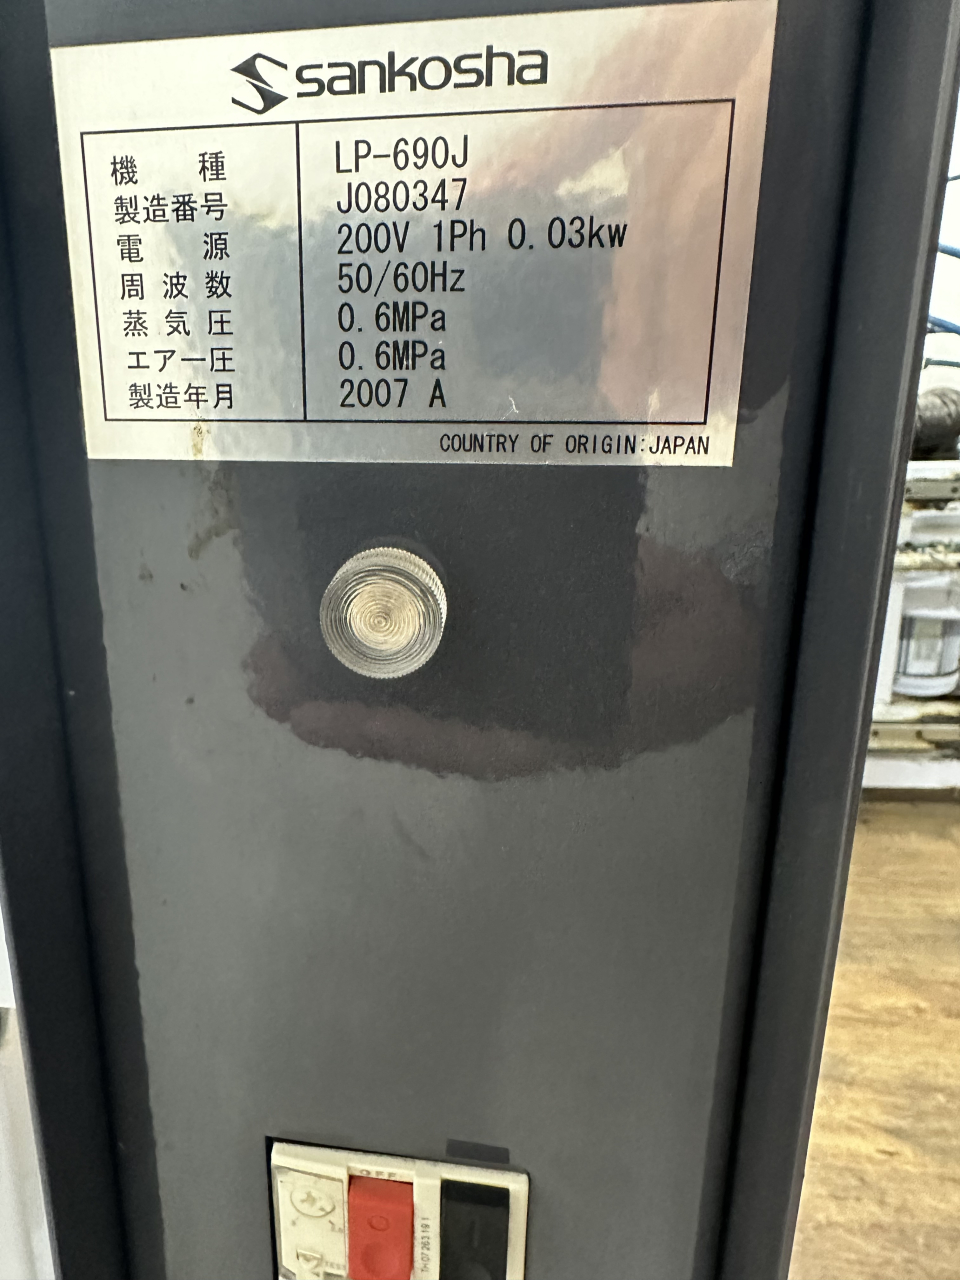 sankosha
機種 LP-690J
製造番号 J080347
電源 200V 1Ph 0.03kw
周波数 50/60Hz
蒸気圧 0.6MPa
エアー圧 0.6MPa
製造年月 2007 A
COUNTRY OF ORIGIN:JAPAN
OFF
TEST